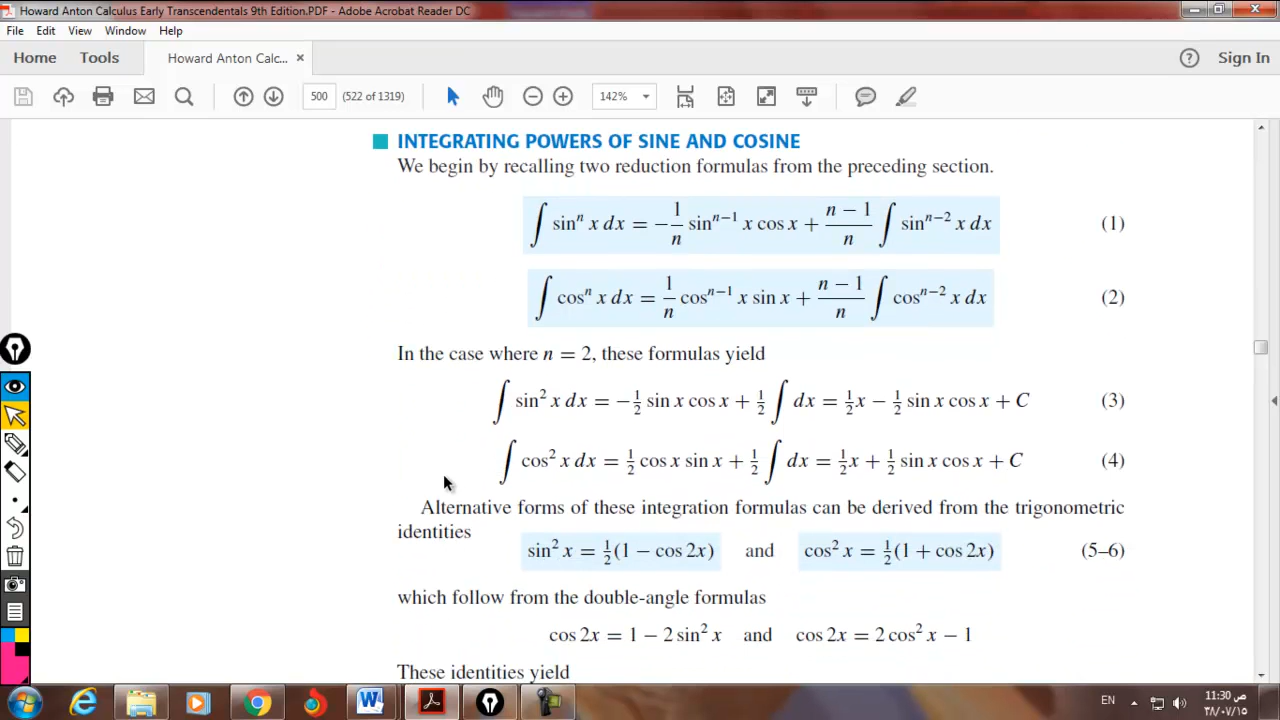 Howard Anton Calculus Early Transcendentals 9th Edition.PDF - Adobe Acrobat Reader DC
File Edit View Window Help
Home Tools Howard Anton Calc... × ? Sign In
500 (522 of 1319) 142%
INTEGRATING POWERS OF SINE AND COSINE
We begin by recalling two reduction formulas from the preceding section.
∫ sinⁿ x dx = −1/n sinⁿ⁻¹ x cos x + (n − 1)/n ∫ sinⁿ⁻² x dx (1)
∫ cosⁿ x dx = 1/n cosⁿ⁻¹ x sin x + (n − 1)/n ∫ cosⁿ⁻² x dx (2)
In the case where n = 2, these formulas yield
∫ sin² x dx = −½ sin x cos x + ½ ∫ dx = ½x − ½ sin x cos x + C (3)
∫ cos² x dx = ½ cos x sin x + ½ ∫ dx = ½x + ½ sin x cos x + C (4)
Alternative forms of these integration formulas can be derived from the trigonometric
identities
sin² x = ½(1 − cos 2x) and cos² x = ½(1 + cos 2x) (5–6)
which follow from the double-angle formulas
cos 2x = 1 − 2 sin² x and cos 2x = 2 cos² x − 1
These identities yield
EN
11:30 ص
٣٨/٠٧/١٥